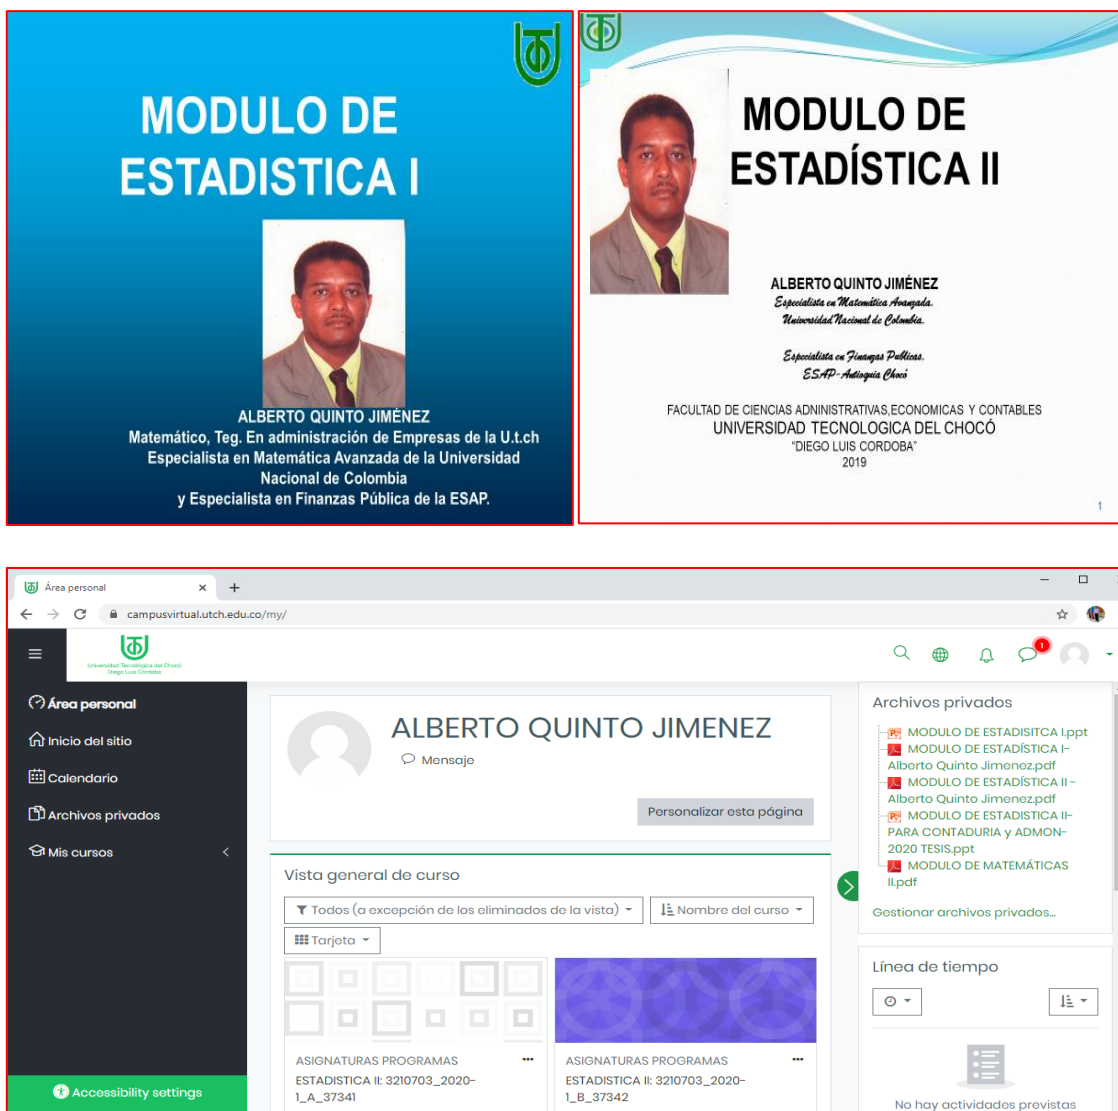 MODULO DE
ESTADISTICA I
ALBERTO QUINTO JIMÉNEZ
Matemático, Teg. En administración de Empresas de la U.t.ch
Especialista en Matemática Avanzada de la Universidad
Nacional de Colombia
y Especialista en Finanzas Pública de la ESAP.
MODULO DE
ESTADÍSTICA II
ALBERTO QUINTO JIMÉNEZ
Especialista en Matemática Avanzada.
Universidad Nacional de Colombia.
Especialista en Finanzas Publicas.
ESAP- Antioquia Chocó
FACULTAD DE CIENCIAS ADNINISTRATIVAS,ECONOMICAS Y CONTABLES
UNIVERSIDAD TECNOLOGICA DEL CHOCÓ
"DIEGO LUIS CORDOBA"
2019
1
Área personal
campusvirtual.utch.edu.co/my/
Universidad Tecnológica del Chocó
Diego Luis Córdoba
1
Área personal
Inicio del sitio
Calendario
Archivos privados
Mis cursos
Accessibility settings
ALBERTO QUINTO JIMENEZ
Mensaje
Personalizar esta página
Vista general de curso
Todos (a excepción de los eliminados de la vista)
Nombre del curso
Tarjeta
ASIGNATURAS PROGRAMAS
ESTADISTICA II: 3210703_2020-
1_A_37341
ASIGNATURAS PROGRAMAS
ESTADISTICA II: 3210703_2020-
1_B_37342
Archivos privados
MODULO DE ESTADISITCA I.ppt
MODULO DE ESTADÍSTICA I-
Alberto Quinto Jimenez.pdf
MODULO DE ESTADÍSTICA II -
Alberto Quinto Jimenez.pdf
MODULO DE ESTADISTICA II-
PARA CONTADURIA y ADMON-
2020 TESIS.ppt
MODULO DE MATEMÁTICAS
II.pdf
Gestionar archivos privados...
Línea de tiempo
No hay actividades previstas